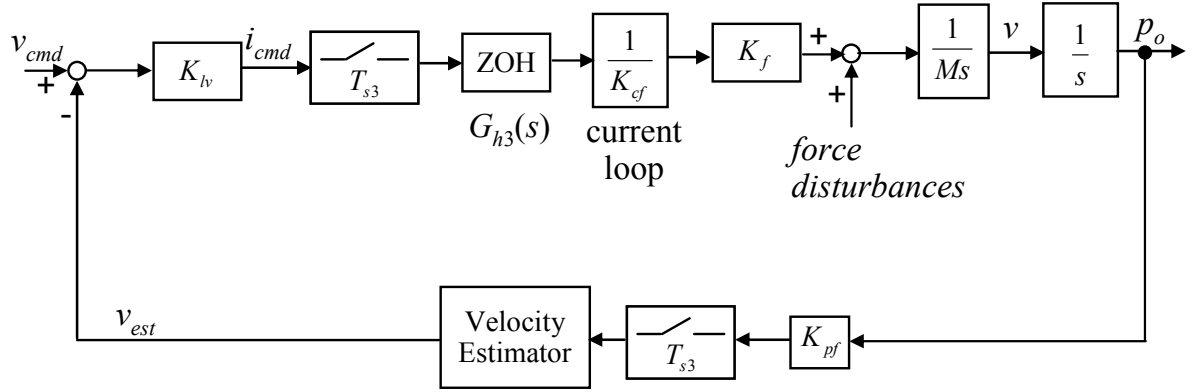 v_cmd
+
-
K_lv
i_cmd
T_s3
ZOH
G_h3(s)
1
K_cf
current
loop
K_f
+
+
force
disturbances
1
Ms
v
1
s
p_o
v_est
Velocity
Estimator
T_s3
K_pf